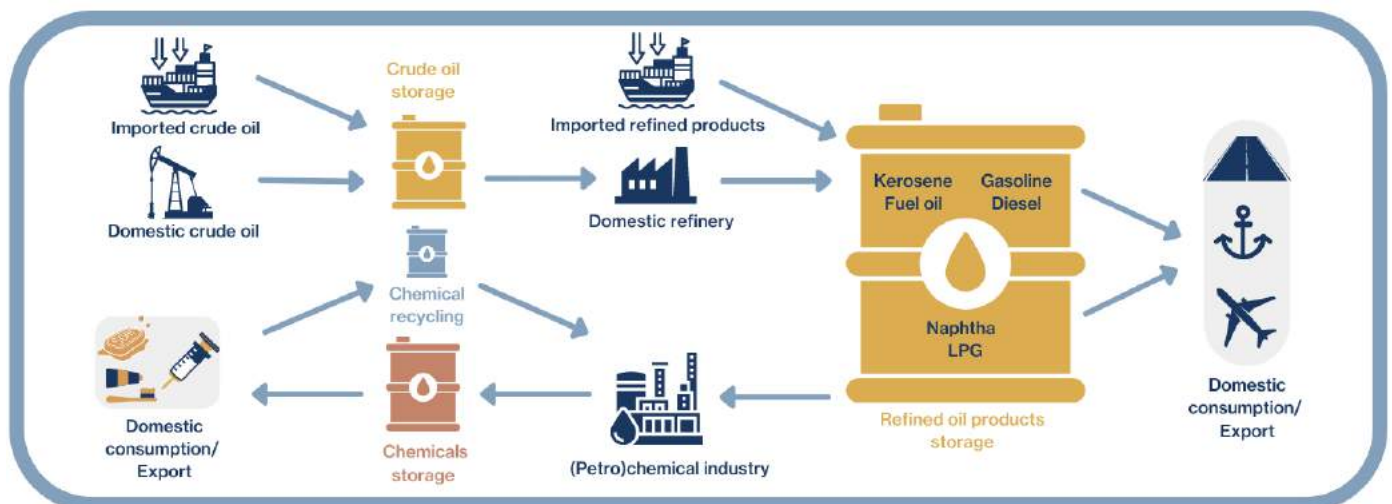 Crude oil
storage
Imported crude oil
Imported refined products
Domestic crude oil
Domestic refinery
Kerosene
Fuel oil
Gasoline
Diesel
Naphtha
LPG
Refined oil products
storage
Domestic
consumption/
Export
Chemical
recycling
(Petro)chemical industry
Chemicals
storage
Domestic
consumption/
Export